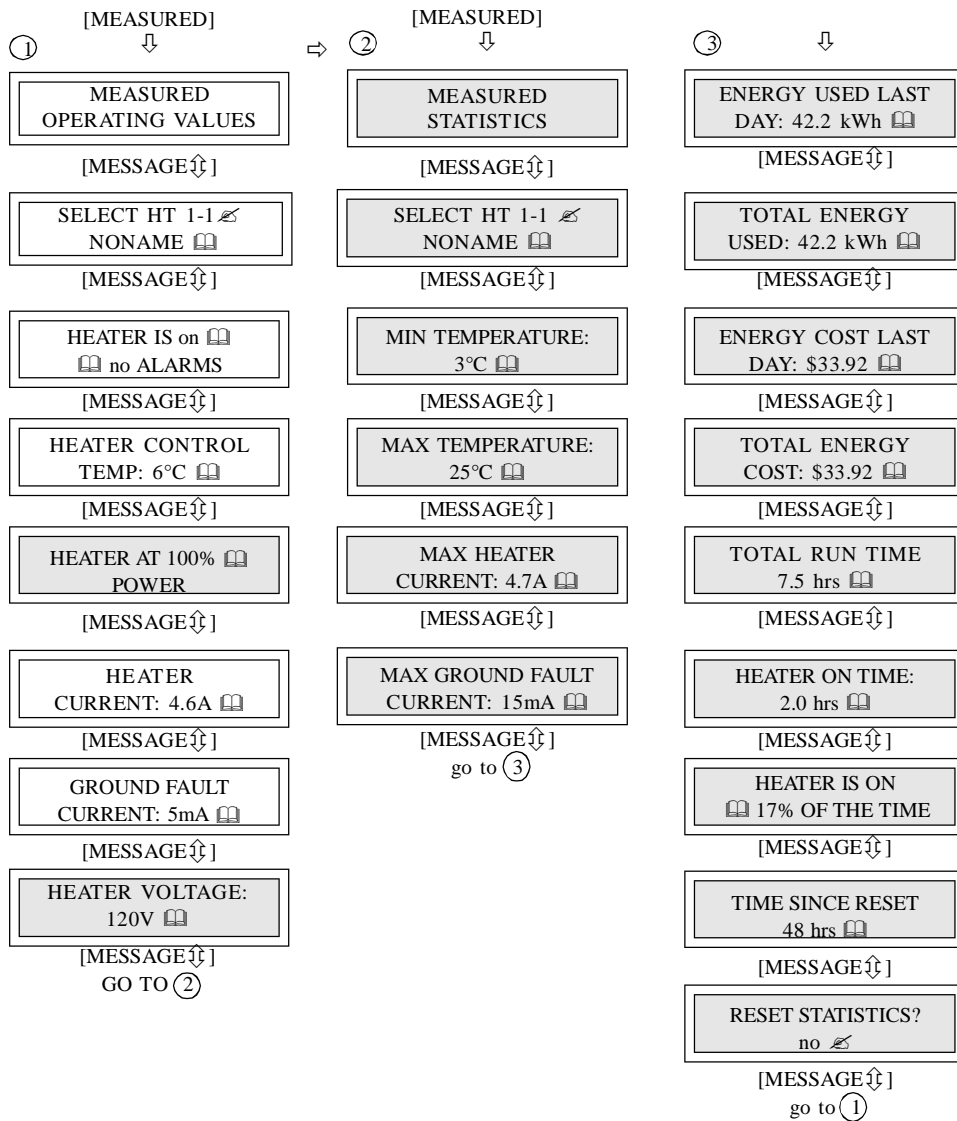 [MEASURED]
1
MEASURED
OPERATING VALUES
[MESSAGE⇕]
SELECT HT 1-1 ✍
NONAME 🕮
[MESSAGE⇕]
HEATER IS on 🕮
🕮 no ALARMS
[MESSAGE⇕]
HEATER CONTROL
TEMP: 6°C 🕮
[MESSAGE⇕]
HEATER AT 100% 🕮
POWER
[MESSAGE⇕]
HEATER
CURRENT: 4.6A 🕮
[MESSAGE⇕]
GROUND FAULT
CURRENT: 5mA 🕮
[MESSAGE⇕]
HEATER VOLTAGE:
120V 🕮
[MESSAGE⇕]
GO TO 2
[MEASURED]
2
MEASURED
STATISTICS
[MESSAGE⇕]
SELECT HT 1-1 ✍
NONAME 🕮
[MESSAGE⇕]
MIN TEMPERATURE:
3°C 🕮
[MESSAGE⇕]
MAX TEMPERATURE:
25°C 🕮
[MESSAGE⇕]
MAX HEATER
CURRENT: 4.7A 🕮
[MESSAGE⇕]
MAX GROUND FAULT
CURRENT: 15mA 🕮
[MESSAGE⇕]
go to 3
3
ENERGY USED LAST
DAY: 42.2 kWh 🕮
[MESSAGE⇕]
TOTAL ENERGY
USED: 42.2 kWh 🕮
[MESSAGE⇕]
ENERGY COST LAST
DAY: $33.92 🕮
[MESSAGE⇕]
TOTAL ENERGY
COST: $33.92 🕮
[MESSAGE⇕]
TOTAL RUN TIME
7.5 hrs 🕮
[MESSAGE⇕]
HEATER ON TIME:
2.0 hrs 🕮
[MESSAGE⇕]
HEATER IS ON
🕮 17% OF THE TIME
[MESSAGE⇕]
TIME SINCE RESET
48 hrs 🕮
[MESSAGE⇕]
RESET STATISTICS?
no ✍
[MESSAGE⇕]
go to 1